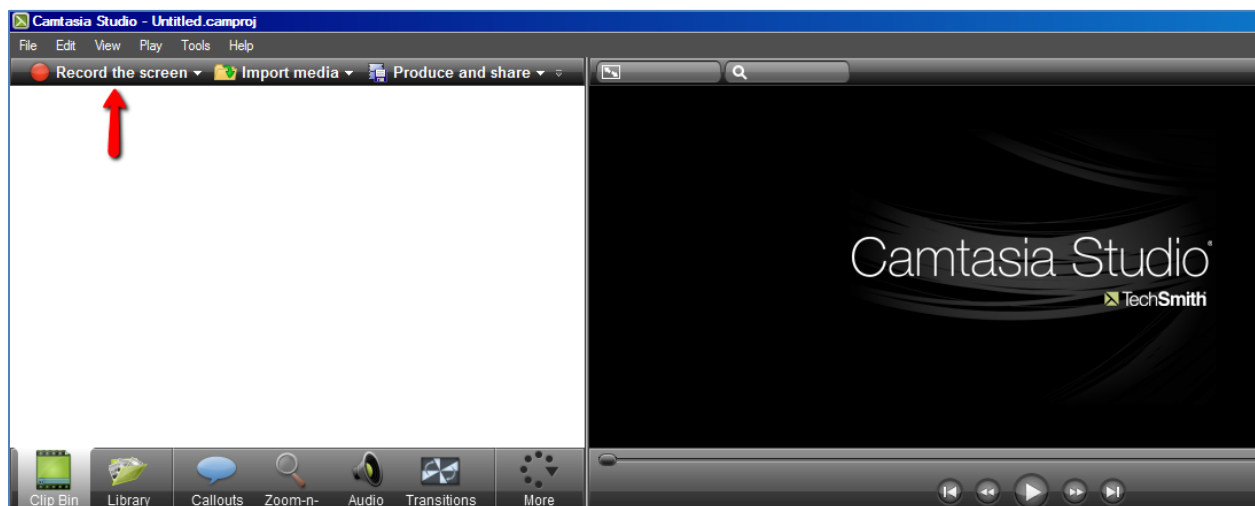 Camtasia Studio - Untitled.camproj
File Edit View Play Tools Help
Record the screen Import media Produce and share
Camtasia Studio
TechSmith
Clip Bin Library Callouts Zoom-n- Audio Transitions More